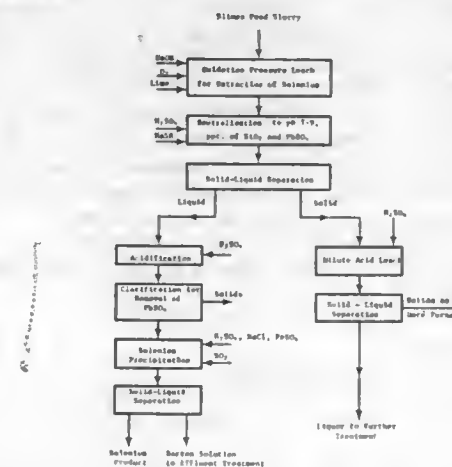 Slimes Feed Slurry
NaOH
O₂
Lime
Oxidation Pressure Leach
for Extraction of Selenium
H₂SO₄
NaSH
Neutralization to pH 7-9,
ppt. of SiO₂ and PbSO₄
Solid-Liquid Separation
Liquid
Solid
H₂SO₄
H₂SO₄
Acidification
Dilute Acid Leach
Clarification for
Removal of
PbSO₄
Solids
Solid - Liquid
Separation
Solids to
Doré Furnace
H₂SO₄, NaCl, FeSO₄
SO₂
Selenium
Precipitation
Solid-Liquid
Separation
Liquor to Further
Treatment
Selenium
Product
Barren Solution
to Effluent Treatment